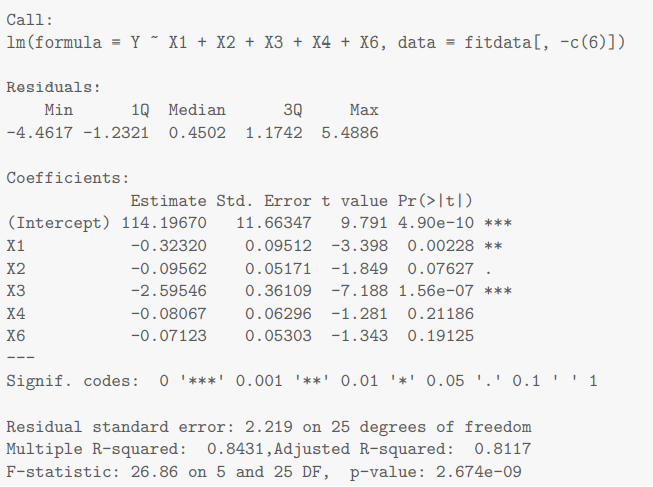 Call:
lm(formula = Y ~ X1 + X2 + X3 + X4 + X6, data = fitdata[, -c(6)])
Residuals:
Min 1Q Median 3Q Max
-4.4617 -1.2321 0.4502 1.1742 5.4886
Coefficients:
Estimate Std. Error t value Pr(>|t|)
(Intercept) 114.19670 11.66347 9.791 4.90e-10 ***
X1 -0.32320 0.09512 -3.398 0.00228 **
X2 -0.09562 0.05171 -1.849 0.07627 .
X3 -2.59546 0.36109 -7.188 1.56e-07 ***
X4 -0.08067 0.06296 -1.281 0.21186
X6 -0.07123 0.05303 -1.343 0.19125
---
Signif. codes: 0 '***' 0.001 '**' 0.01 '*' 0.05 '.' 0.1 ' ' 1
Residual standard error: 2.219 on 25 degrees of freedom
Multiple R-squared: 0.8431,Adjusted R-squared: 0.8117
F-statistic: 26.86 on 5 and 25 DF, p-value: 2.674e-09